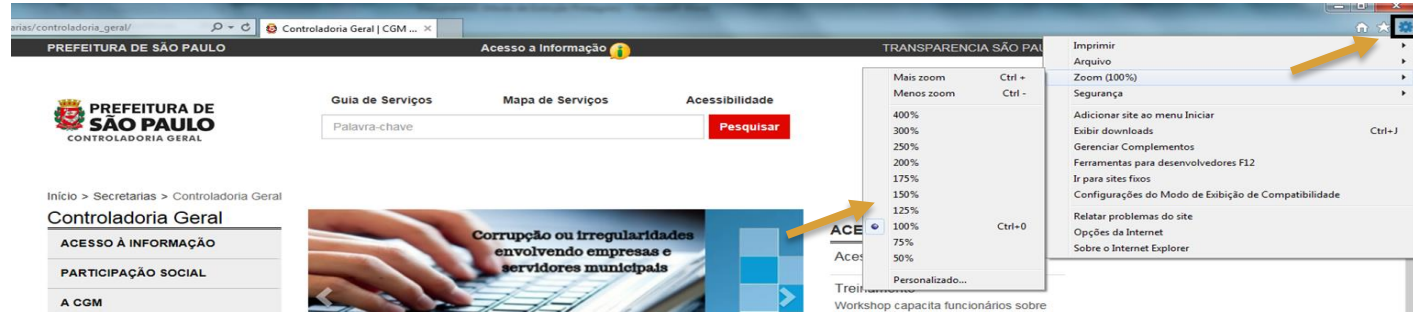 arias/controladoria_geral/
Controladoria Geral | CGM ...
PREFEITURA DE SÃO PAULO
Acesso a Informação
TRANSPARENCIA SÃO PAU
PREFEITURA DE
SÃO PAULO
CONTROLADORIA GERAL
Guia de Serviços
Mapa de Serviços
Acessibilidade
Palavra-chave
Pesquisar
Início > Secretarias > Controladoria Geral
Controladoria Geral
ACESSO À INFORMAÇÃO
PARTICIPAÇÃO SOCIAL
A CGM
Corrupção ou irregularidades
envolvendo empresas e
servidores municipais
ACE
Aces
Treinamento
Workshop capacita funcionários sobre
Mais zoom Ctrl +
Menos zoom Ctrl -
400%
300%
250%
200%
175%
150%
125%
100% Ctrl+0
75%
50%
Personalizado...
Imprimir
Arquivo
Zoom (100%)
Segurança
Adicionar site ao menu Iniciar
Exibir downloads Ctrl+J
Gerenciar Complementos
Ferramentas para desenvolvedores F12
Ir para sites fixos
Configurações do Modo de Exibição de Compatibilidade
Relatar problemas do site
Opções da Internet
Sobre o Internet Explorer